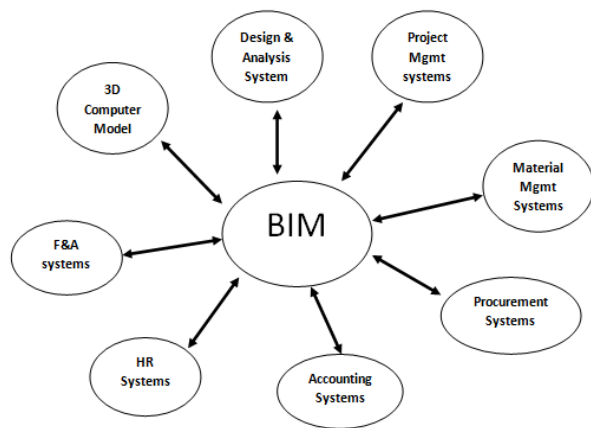 Design &
Analysis
System
Project
Mgmt
systems
3D
Computer
Model
Material
Mgmt
Systems
BIM
F&A
systems
Procurement
Systems
HR
Systems
Accounting
Systems